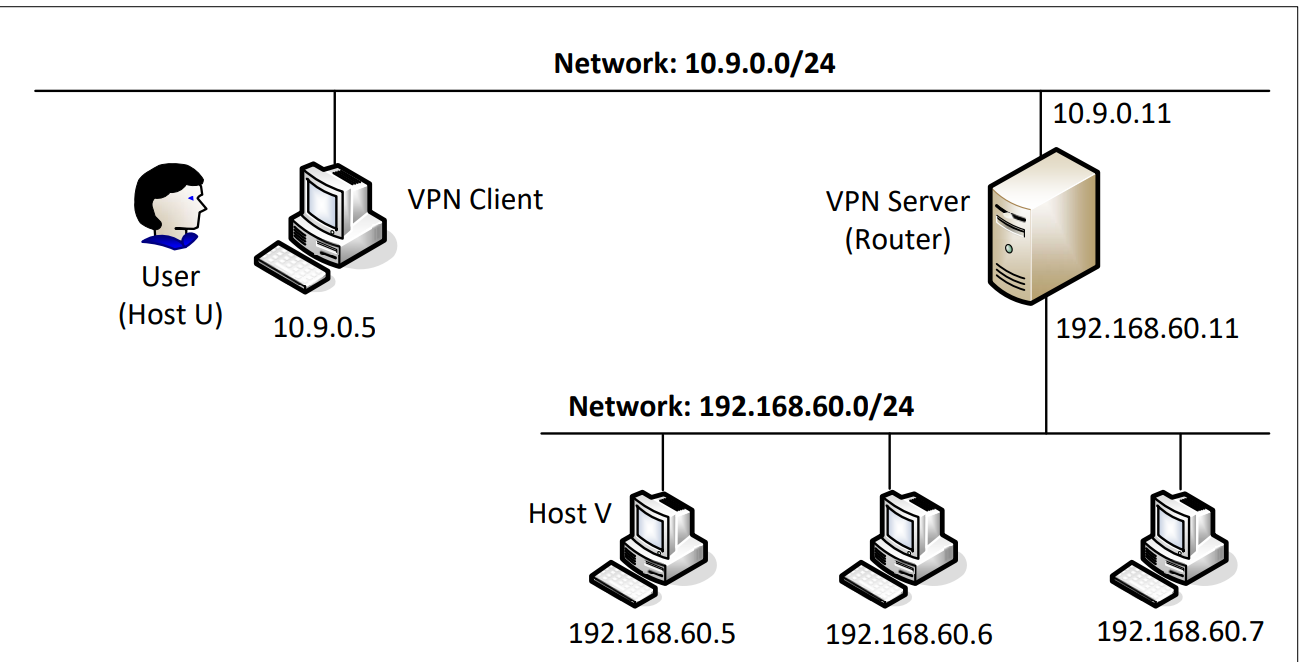 Network: 10.9.0.0/24
10.9.0.11
VPN Client
VPN Server
(Router)
User
(Host U)
10.9.0.5
192.168.60.11
Network: 192.168.60.0/24
Host V
192.168.60.5
192.168.60.6
192.168.60.7